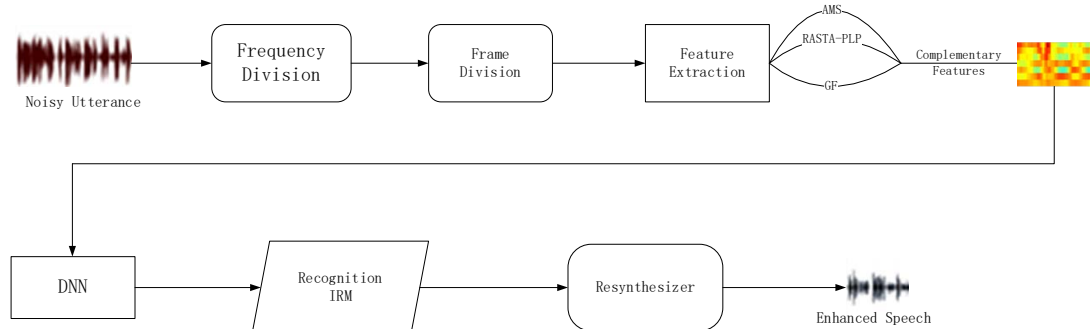 Noisy Utterance
Frequency
Division
Frame
Division
Feature
Extraction
AMS
RASTA-PLP
GF
Complementary
Features
DNN
Recognition
IRM
Resynthesizer
Enhanced Speech